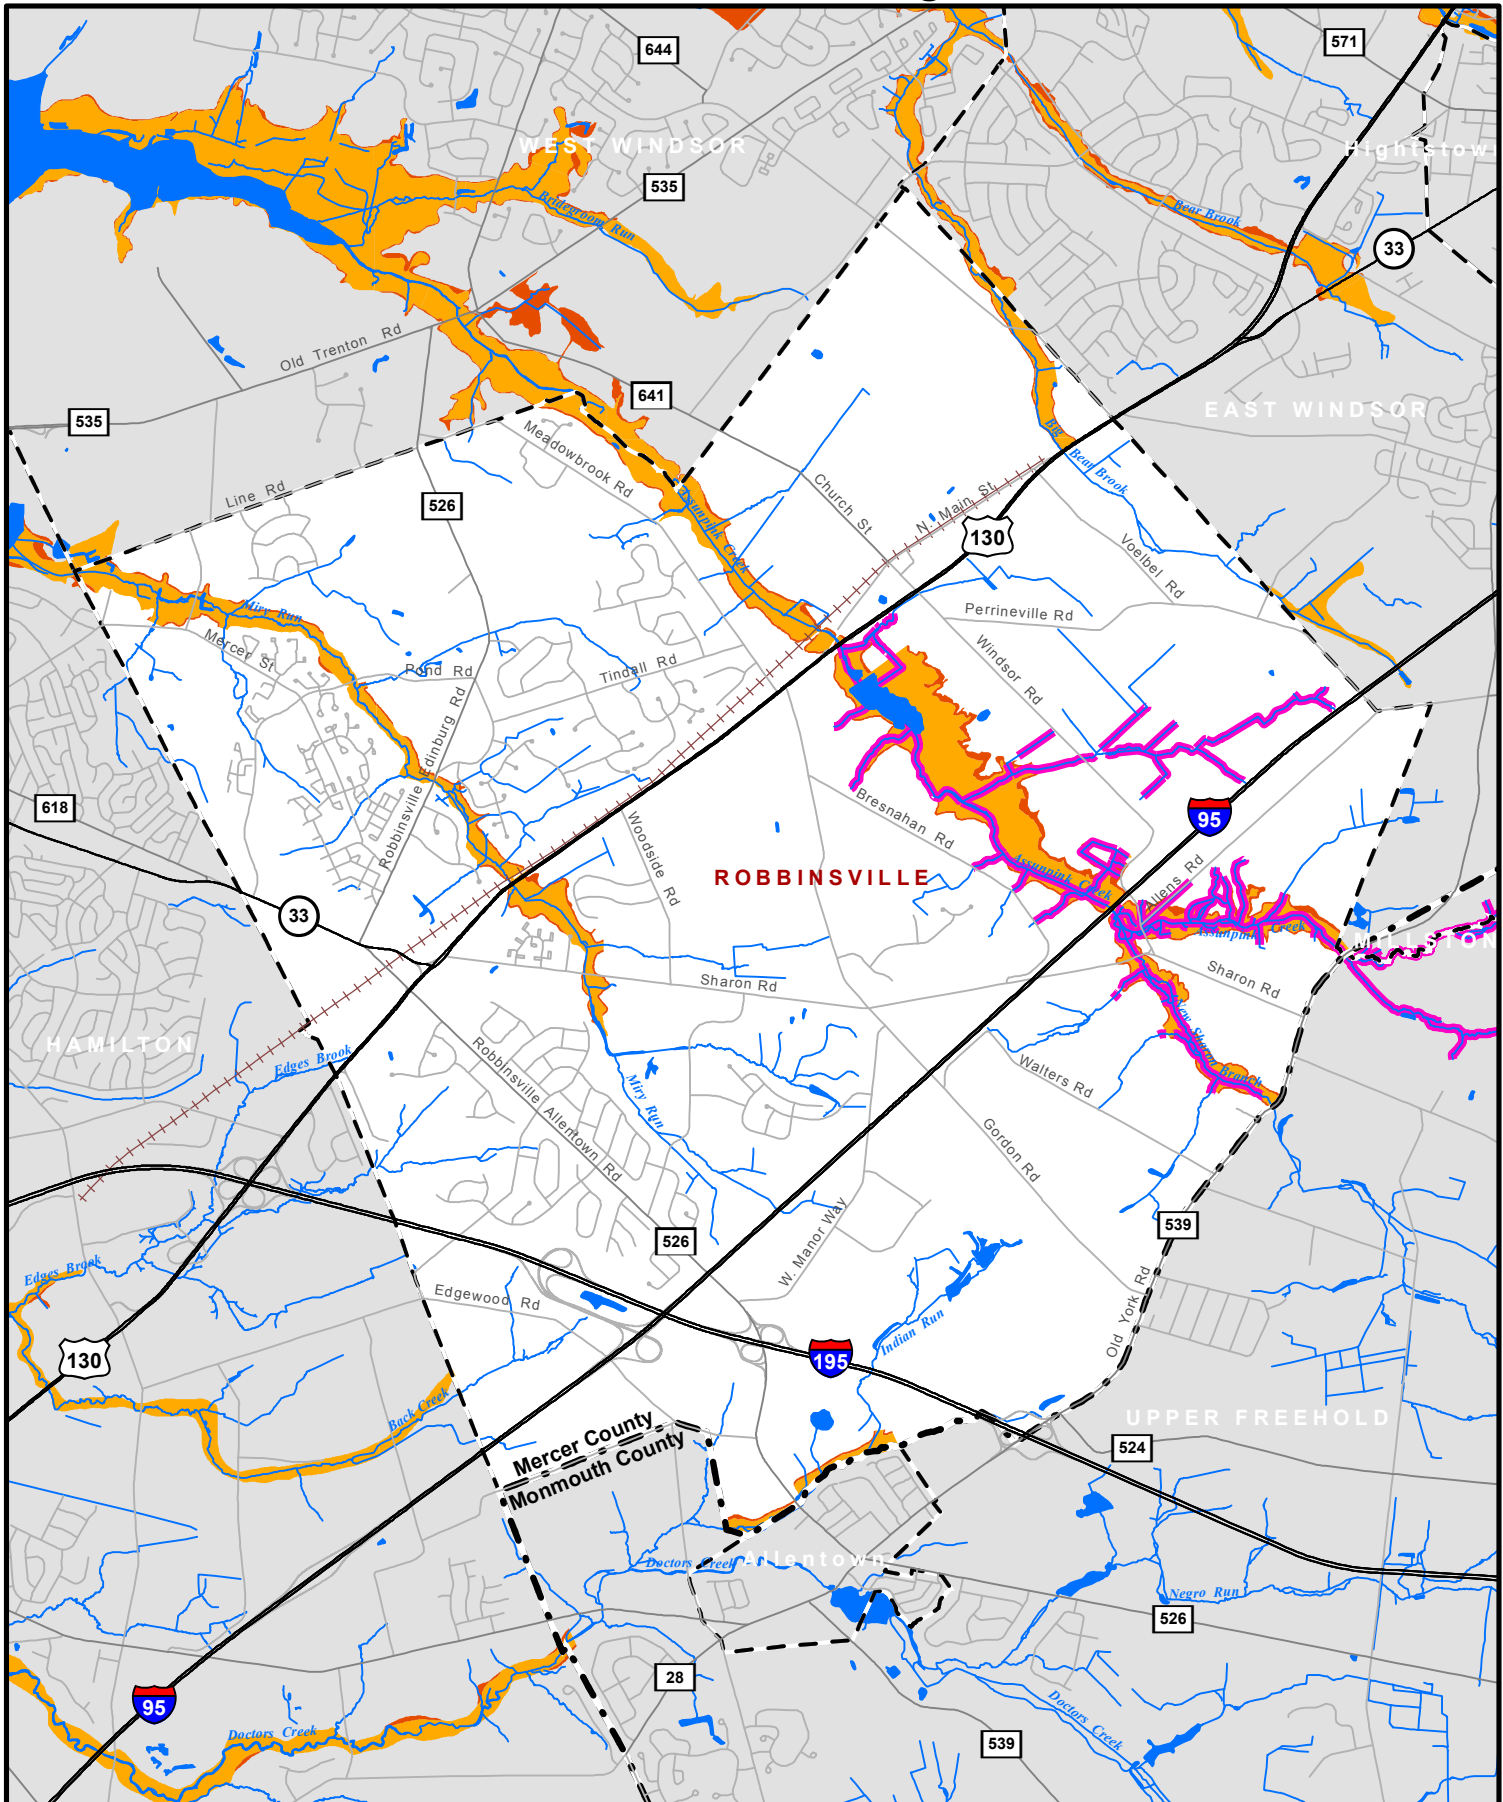 644
571
WEST WINDSOR
Hightstow
535
Bridegroom Run
Bear Brook
33
Old Trenton Rd
641
535
EAST WINDSOR
Meadowbrook Rd
Big
Bear Brook
Line Rd
526
Church St
N. Main St
Assunpink Creek
130
Voelbel Rd
Miry Run
Perrineville Rd
Mercer St
Pond Rd
Tindall Rd
Windsor Rd
Robbinsville Edinburg Rd
618
Woodside Rd
Bresnahan Rd
95
ROBBINSVILLE
Assunpink Creek
Allens Rd
33
Assunpink Creek
MILLSTON
Sharon Rd
Sharon Rd
HAMILTON
Edges Brook
Robbinsville Allentown Rd
Miry Run
New Sharon Branch
Walters Rd
Gordon Rd
526
W. Manor Way
539
Edges Brook
Edgewood Rd
Indian Run
Old York Rd
130
195
Back Creek
Mercer County
Monmouth County
UPPER FREEHOLD
524
Doctors Creek
Allentown
Negro Run
526
28
95
Doctors Creek
Doctors Creek
539